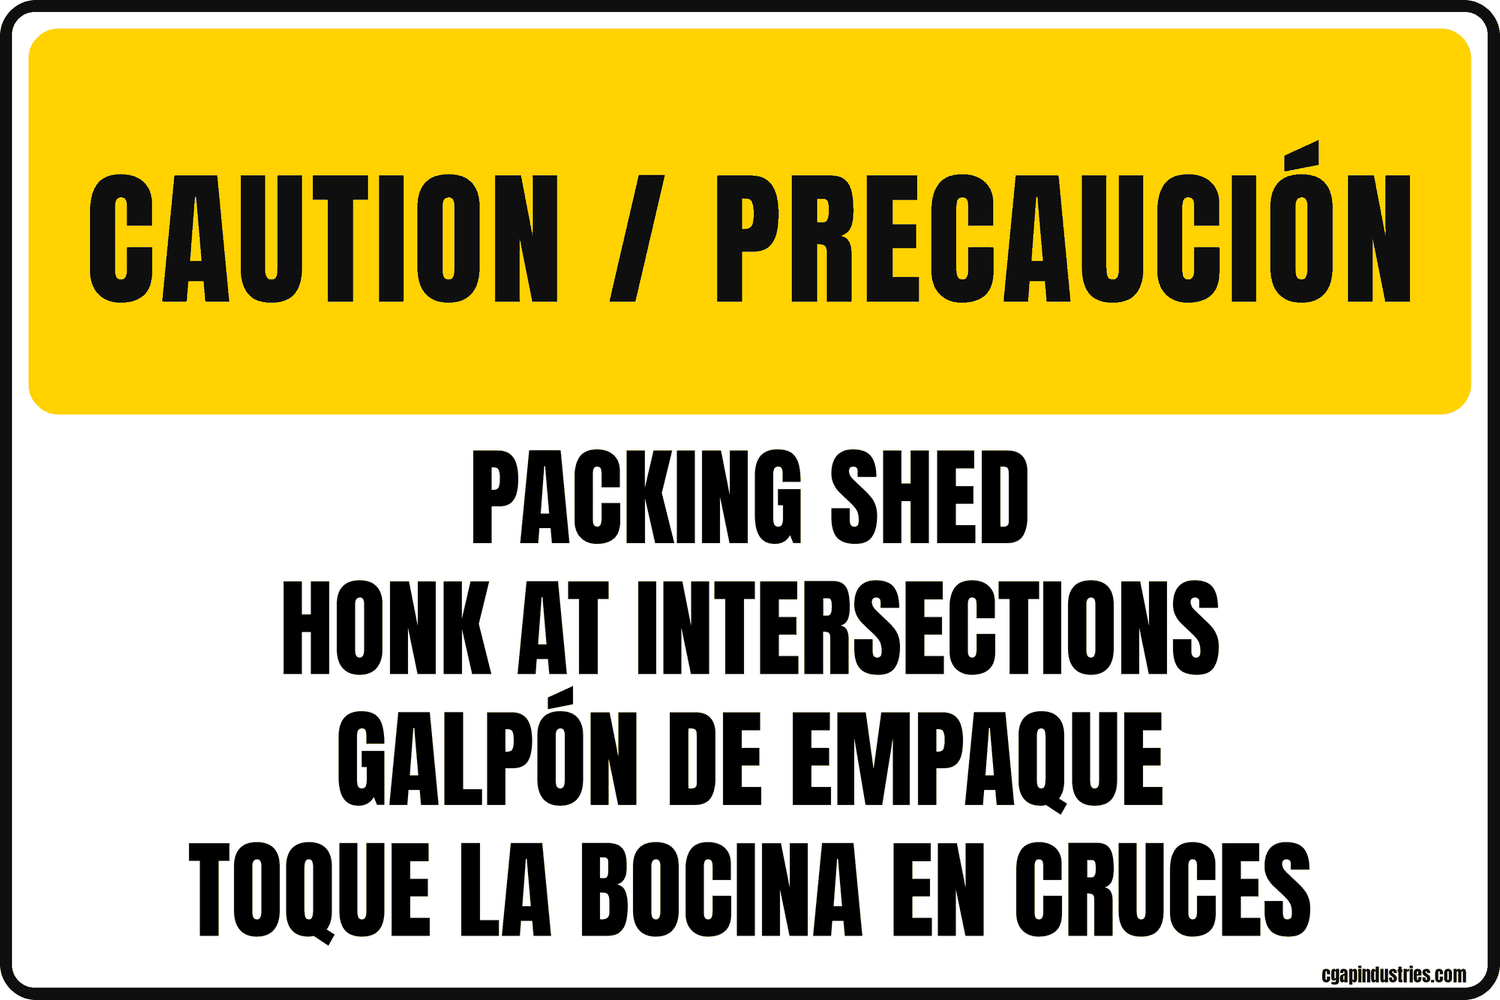 CAUTION / PRECAUCIÓN
PACKING SHED
HONK AT INTERSECTIONS
GALPÓN DE EMPAQUE
TOQUE LA BOCINA EN CRUCES
cgapindustries.com